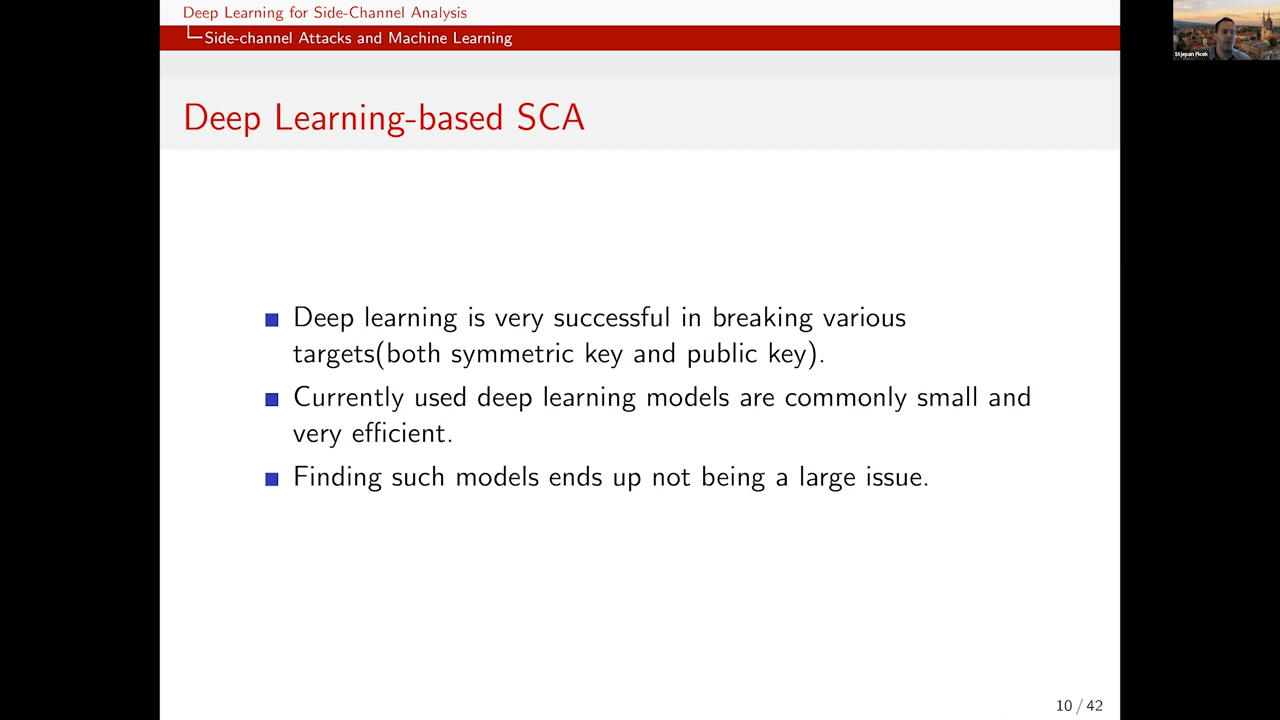 Deep Learning for Side-Channel Analysis
Side-channel Attacks and Machine Learning
Stjepan Picek
Deep Learning-based SCA
Deep learning is very successful in breaking various
targets(both symmetric key and public key).
Currently used deep learning models are commonly small and
very efficient.
Finding such models ends up not being a large issue.
10 / 42